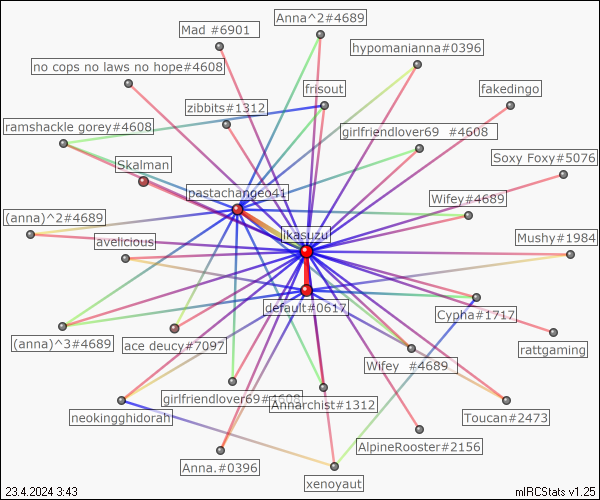 Anna^2#4689
Mad #6901
hypomanianna#0396
no cops no laws no hope#4608
frisout
fakedingo
zibbits#1312
ramshackle gorey#4608
girlfriendlover69 #4608
Soxy Foxy#5076
Skalman
pastachangeo41
Wifey#4689
(anna)^2#4689
ikasuzu
avelicious
Mushy#1984
default#0617
Cypha#1717
(anna)^3#4689
ace deucy#7097
rattgaming
Wifey #4689
girlfriendlover69#4608
Annarchist#1312
neokingghidorah
Toucan#2473
AlpineRooster#2156
Anna.#0396
xenoyaut
23.4.2024 3:43
mIRCStats v1.25